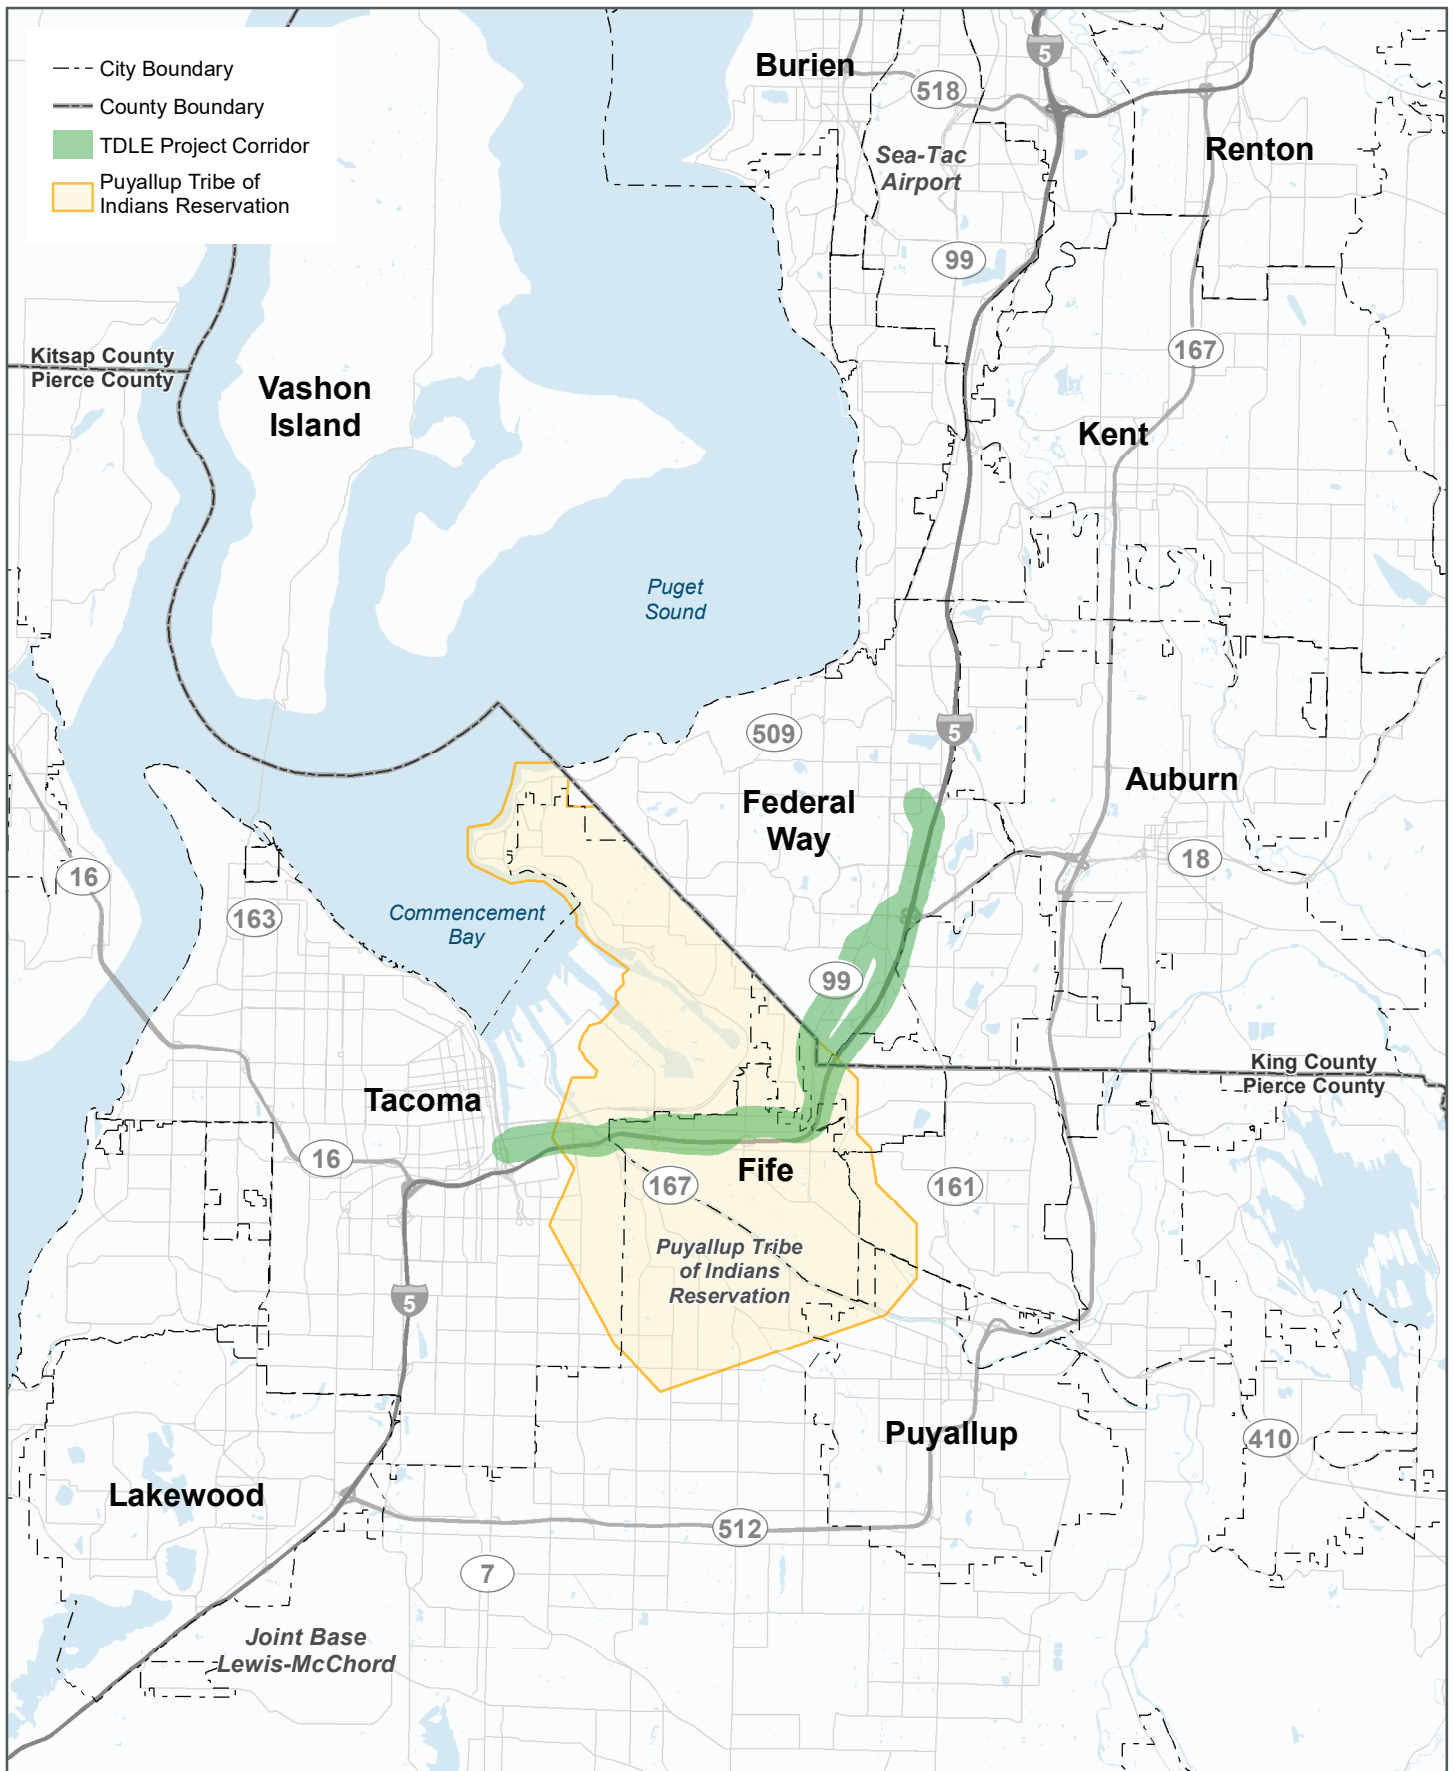 City Boundary
County Boundary
TDLE Project Corridor
Puyallup Tribe of
Indians Reservation
Burien
5
518
Renton
Sea-Tac
Airport
99
167
Kitsap County
Pierce County
Vashon
Island
Kent
Puget
Sound
509
5
Auburn
Federal
Way
18
16
163
Commencement
Bay
99
King County
Pierce County
Tacoma
16
Fife
167
161
Puyallup Tribe
of Indians
Reservation
5
Puyallup
410
Lakewood
512
7
Joint Base
Lewis-McChord